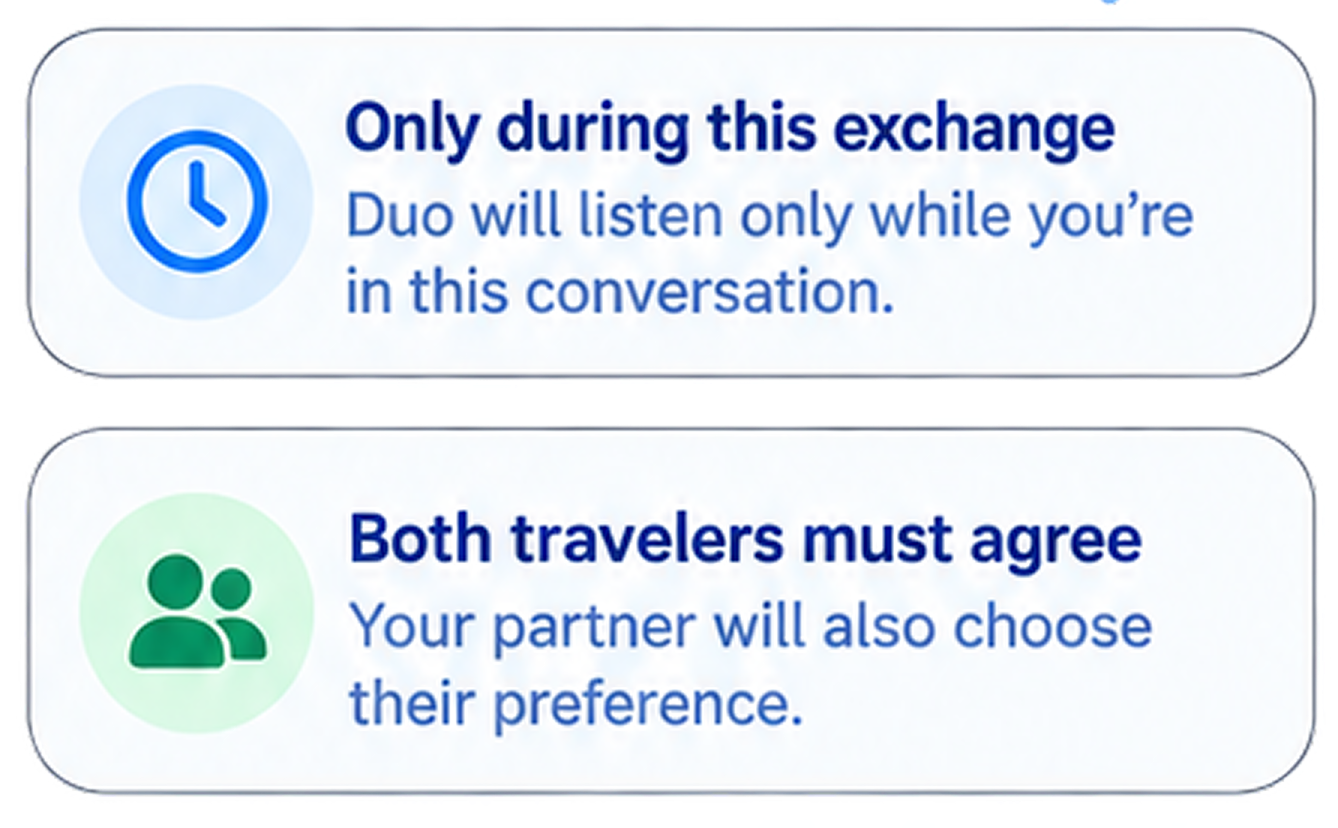 Only during this exchange
Duo will listen only while you’re
in this conversation.
Both travelers must agree
Your partner will also choose
their preference.